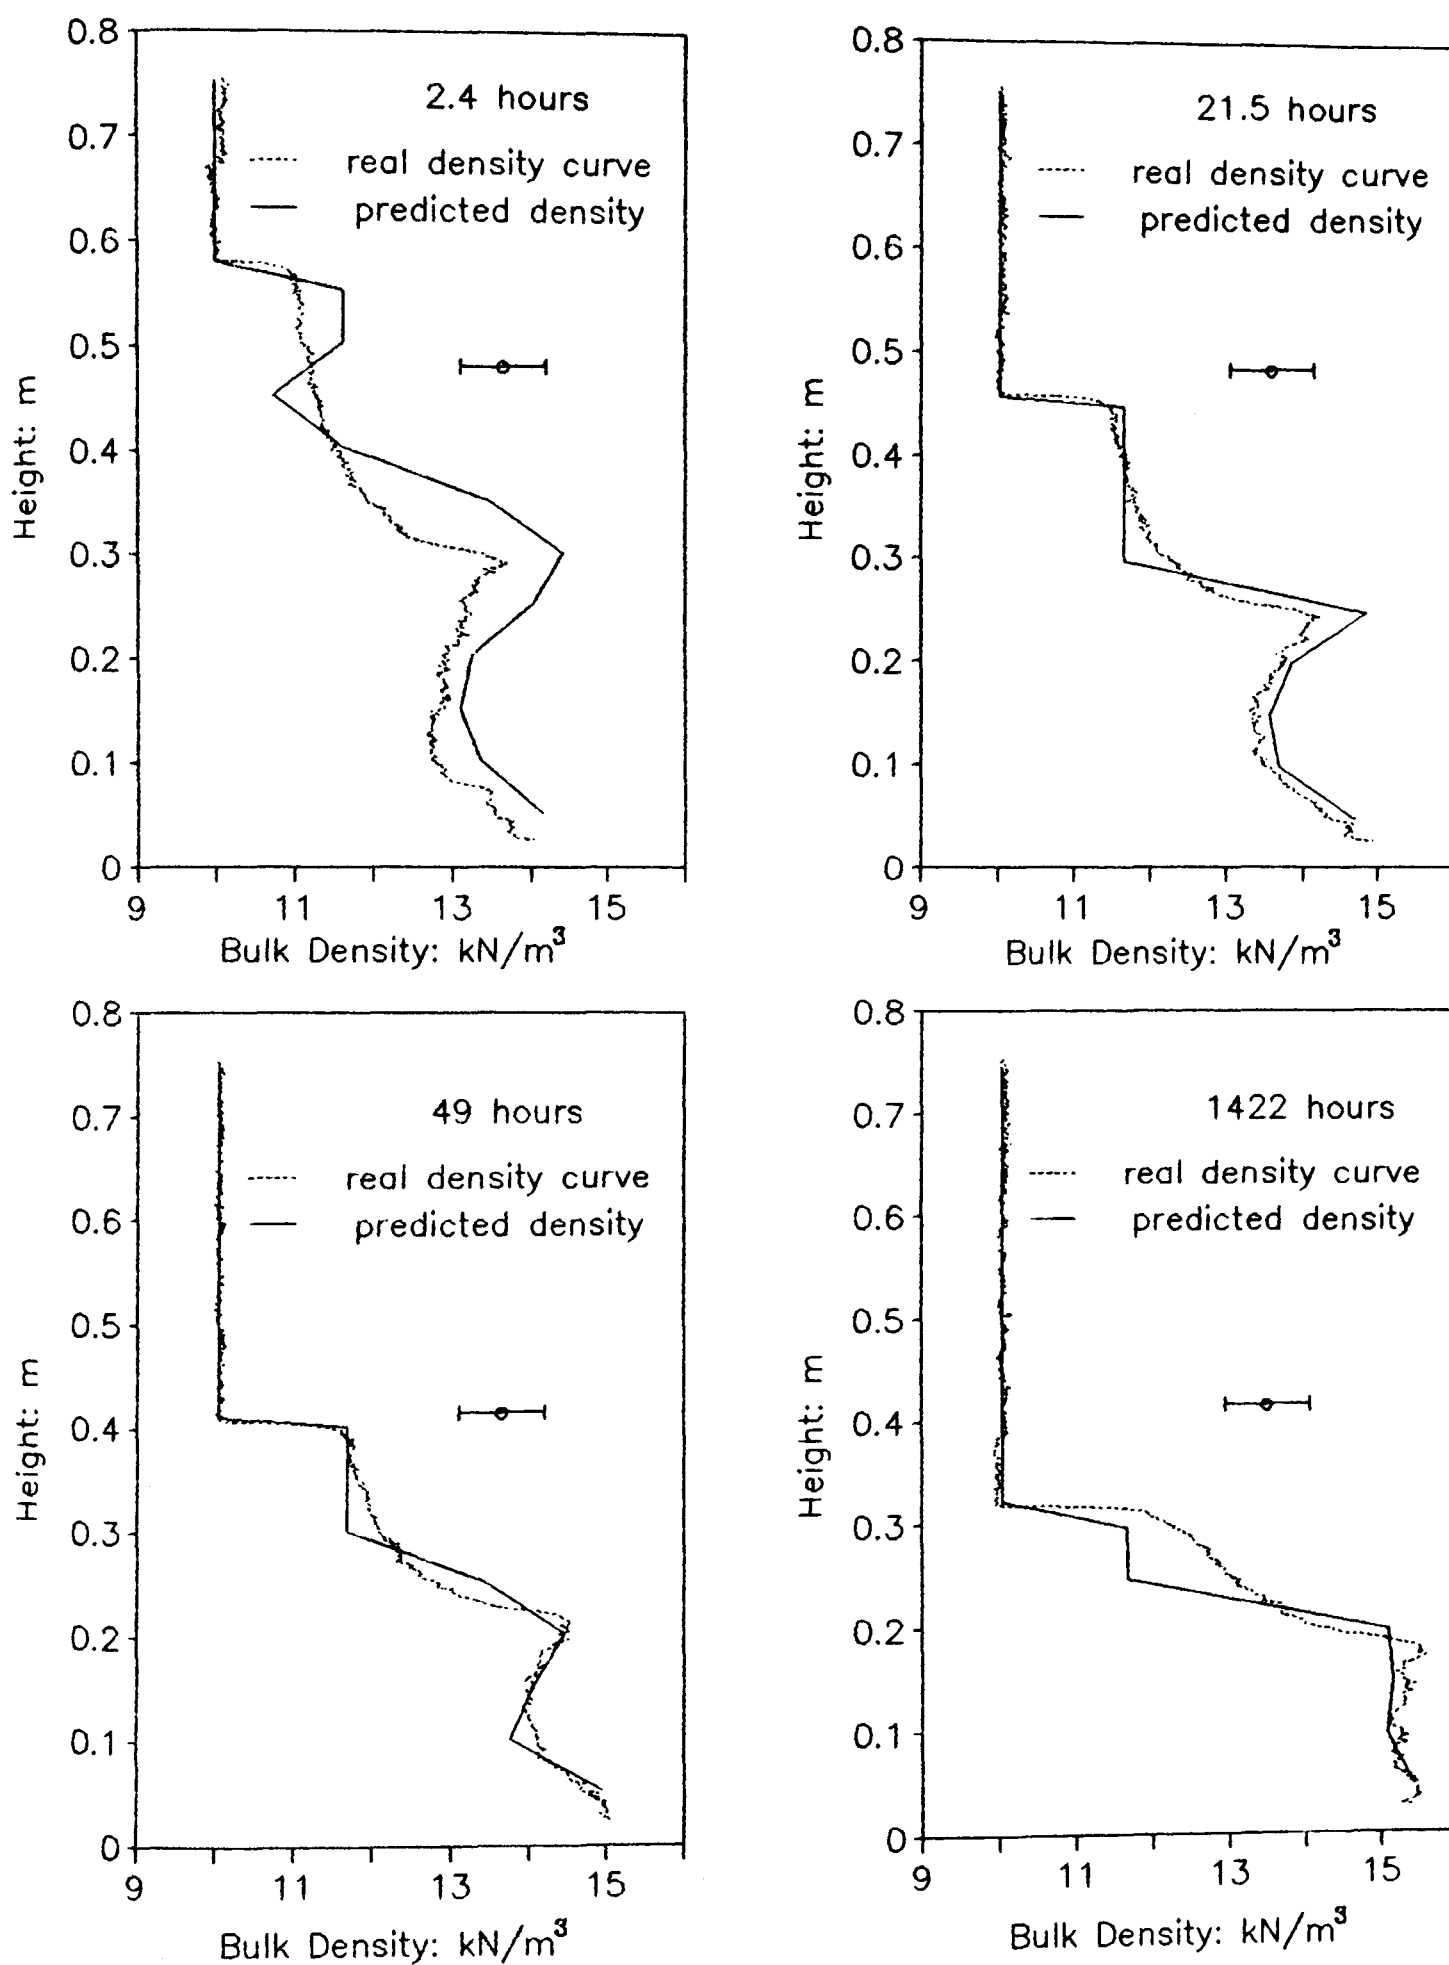 0.8
0.7
0.6
0.5
0.4
0.3
0.2
0.1
0
Height: m
2.4 hours
real density curve
predicted density
9 11 13 15
Bulk Density: kN/m³
0.8
0.7
0.6
0.5
0.4
0.3
0.2
0.1
0
Height: m
21.5 hours
real density curve
predicted density
9 11 13 15
Bulk Density: kN/m³
0.8
0.7
0.6
0.5
0.4
0.3
0.2
0.1
0
Height: m
49 hours
real density curve
predicted density
9 11 13 15
Bulk Density: kN/m³
0.8
0.7
0.6
0.5
0.4
0.3
0.2
0.1
0
Height: m
1422 hours
real density curve
predicted density
9 11 13 15
Bulk Density: kN/m³